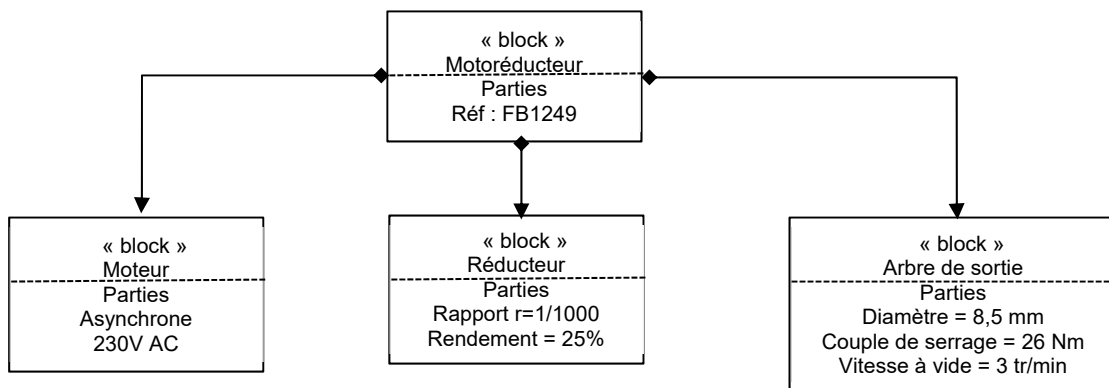 « block »
Motoréducteur
Parties
Réf : FB1249
« block »
Moteur
Parties
Asynchrone
230V AC
« block »
Réducteur
Parties
Rapport r=1/1000
Rendement = 25%
« block »
Arbre de sortie
Parties
Diamètre = 8,5 mm
Couple de serrage = 26 Nm
Vitesse à vide = 3 tr/min